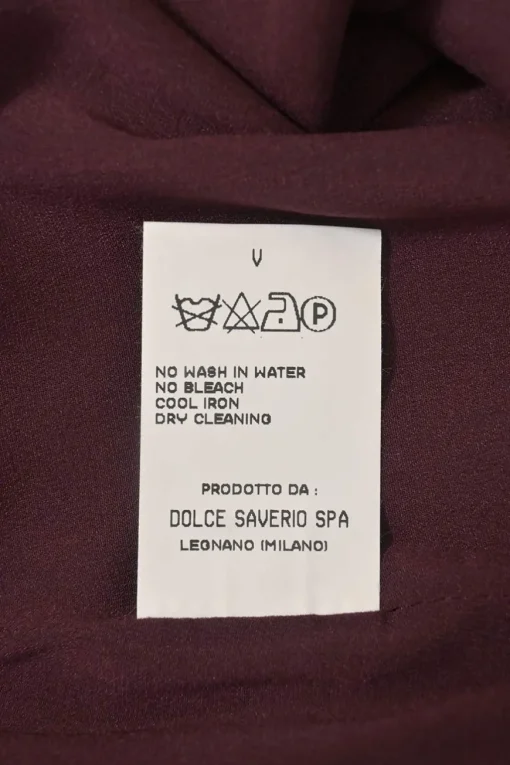 V
P
NO WASH IN WATER
NO BLEACH
COOL IRON
DRY CLEANING
PRODOTTO DA :
DOLCE SAVERIO SPA
LEGNANO (MILANO)